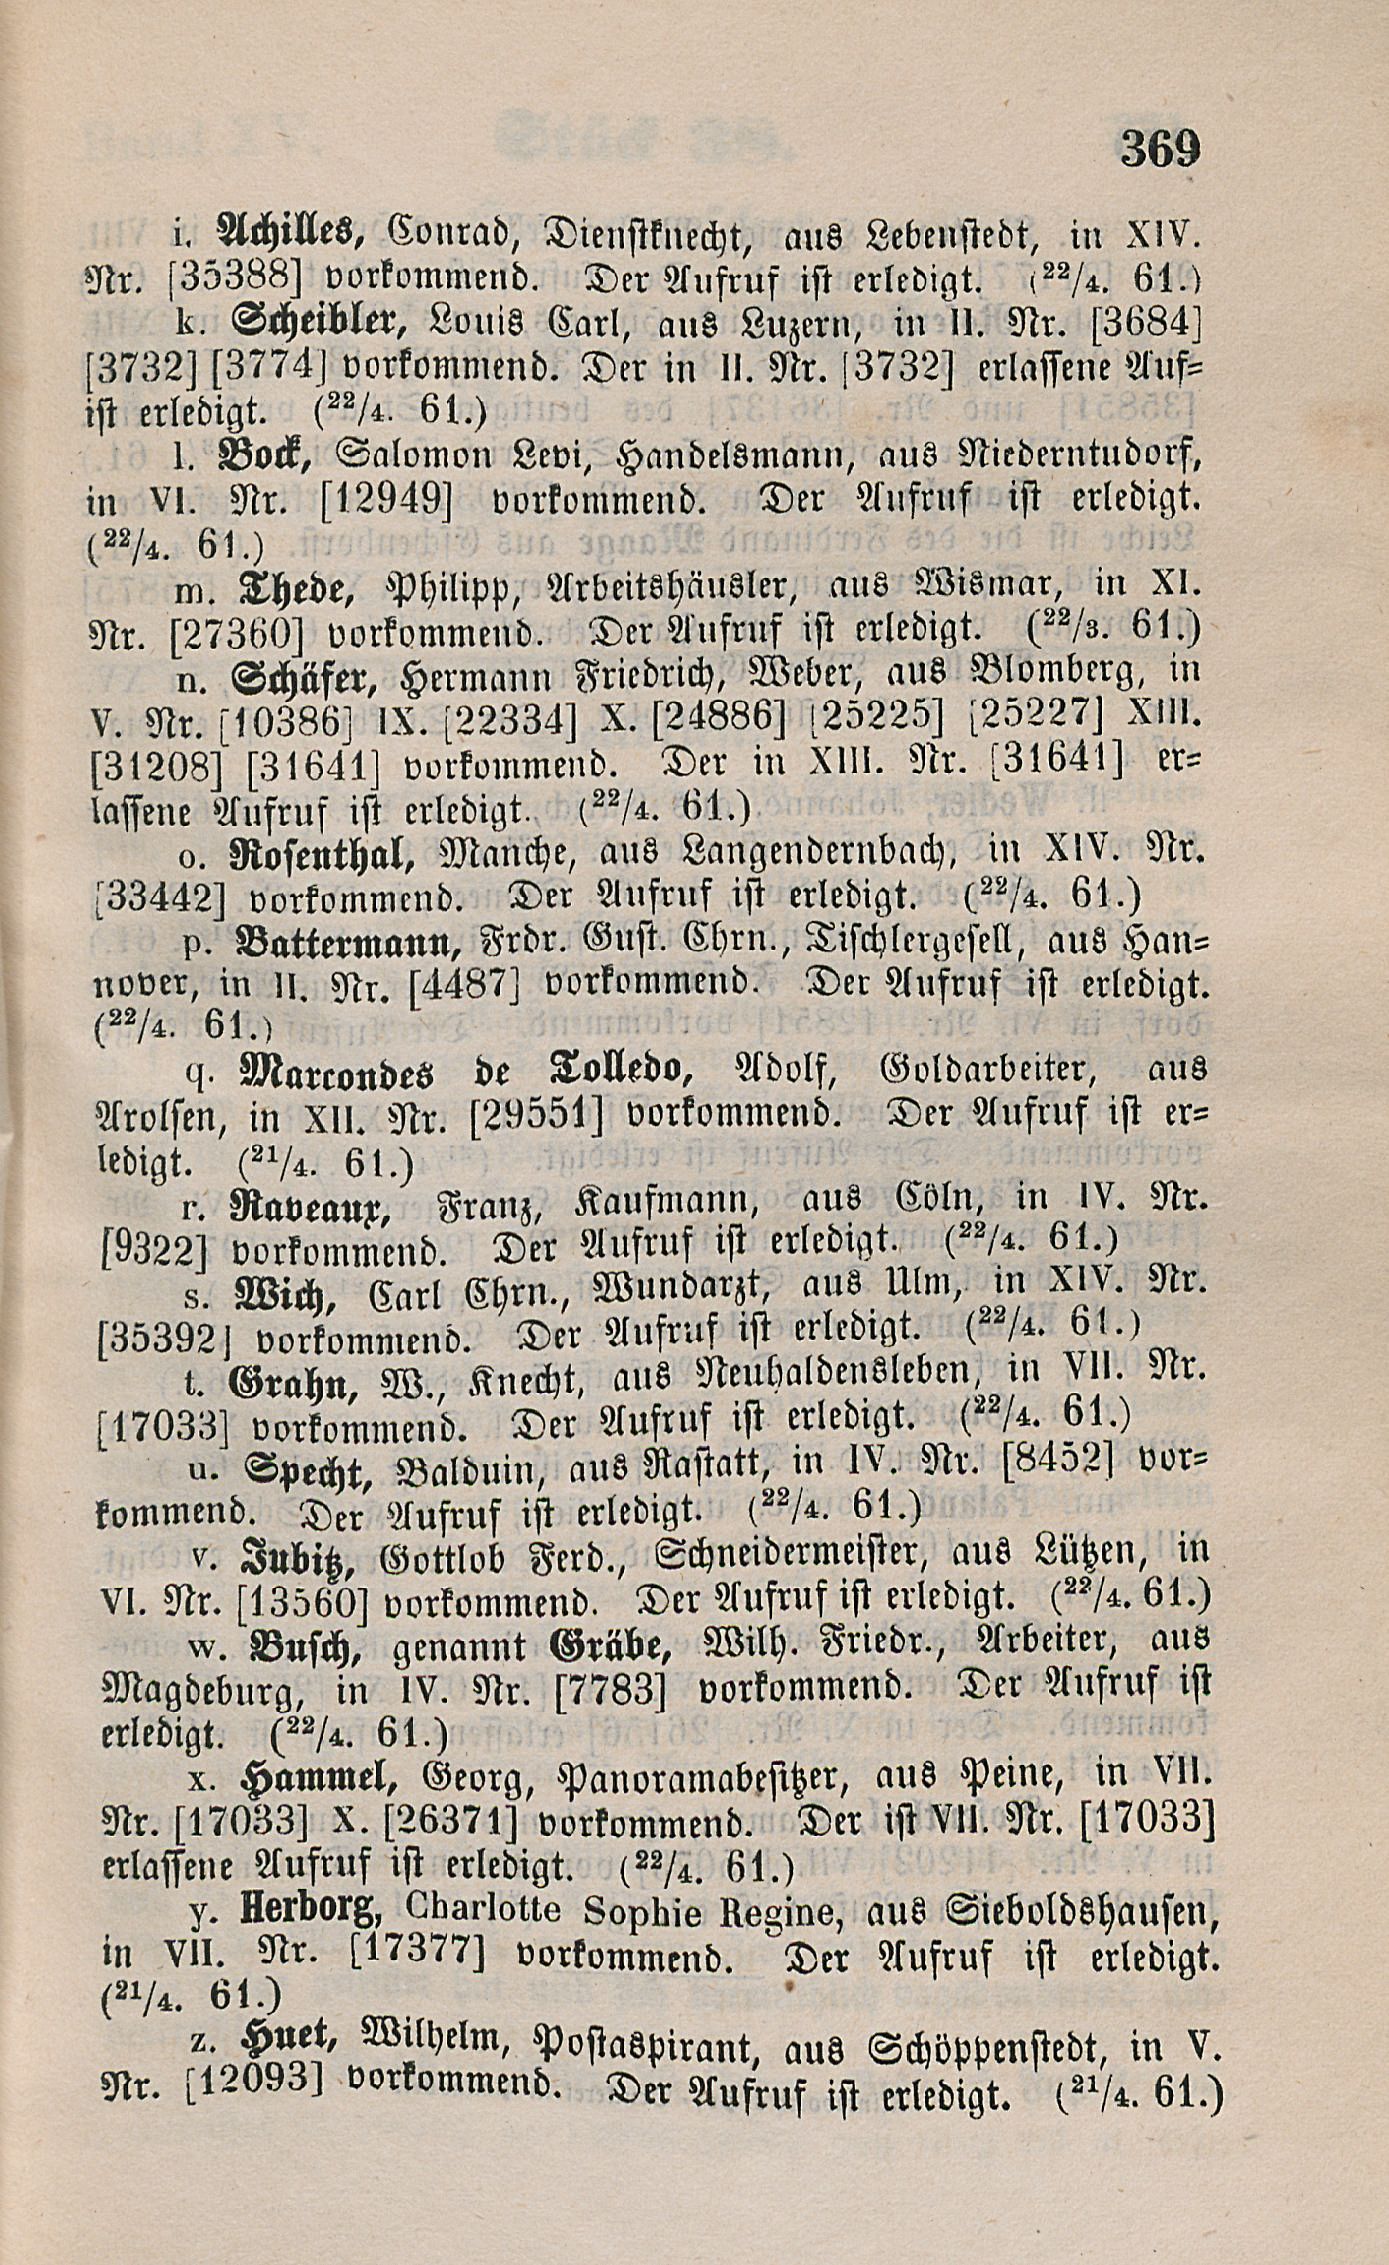 369
i. Achilles, Conrad, Dienstknecht, aus Lebenstedt, in XIV.
Nr. [35388] vorkommend. Der Aufruf ist erledigt. (22/4. 61.)
k. Scheibler, Louis Carl, aus Luzern, in II. Nr. [3684]
[3732] [3774] vorkommend. Der in II. Nr. [3732] erlassene Auf=
ist erledigt. (22/4. 61.)
l. Bock, Salomon Levi, Handelsmann, aus Niederntudorf,
in VI. Nr. [12949] vorkommend. Der Aufruf ist erledigt.
(22/4. 61.)
m. Thede, Philipp, Arbeitshäusler, aus Wismar, in XI.
Nr. [27360] vorkommend. Der Aufruf ist erledigt. (22/3. 61.)
n. Schäfer, Hermann Friedrich, Weber, aus Blomberg, in
V. Nr. [10386] IX. [22334] X. [24886] [25225] [25227] XIII.
[31208] [31641] vorkommend. Der in XIII. Nr. [31641] er=
lassene Aufruf ist erledigt. (22/4. 61.)
o. Rosenthal, Manche, aus Langendernbach, in XIV. Nr.
[33442] vorkommend. Der Aufruf ist erledigt. (22/4. 61.)
p. Battermann, Frdr. Gust. Chrn., Tischlergesell, aus Han=
nover, in II. Nr. [4487] vorkommend. Der Aufruf ist erledigt.
(22/4. 61.)
q. Marcondes de Tolledo, Adolf, Goldarbeiter, aus
Arolsen, in XII. Nr. [29551] vorkommend. Der Aufruf ist er=
ledigt. (21/4. 61.)
r. Raveaux, Franz, Kaufmann, aus Cöln, in IV. Nr.
[9322] vorkommend. Der Aufruf ist erledigt. (22/4. 61.)
s. Wich, Carl Chrn., Wundarzt, aus Ulm, in XIV. Nr.
[35392] vorkommend. Der Aufruf ist erledigt. (22/4. 61.)
t. Grahn, W., Knecht, aus Neuhaldensleben, in VII. Nr.
[17033] vorkommend. Der Aufruf ist erledigt. (22/4. 61.)
u. Specht, Balduin, aus Rastatt, in IV. Nr. [8452] vor=
kommend. Der Aufruf ist erledigt. (22/4. 61.)
v. Jubitz, Gottlob Ferd., Schneidermeister, aus Lützen, in
VI. Nr. [13560] vorkommend. Der Aufruf ist erledigt. (22/4. 61.)
w. Busch, genannt Gräbe, Wilh. Friedr., Arbeiter, aus
Magdeburg, in IV. Nr. [7783] vorkommend. Der Aufruf ist
erledigt. (22/4. 61.)
x. Hammel, Georg, Panoramabesitzer, aus Peine, in VII.
Nr. [17033] X. [26371] vorkommend. Der ist VII. Nr. [17033]
erlassene Aufruf ist erledigt. (22/4. 61.)
y. Herborg, Charlotte Sophie Regine, aus Sieboldshausen,
in VII. Nr. [17377] vorkommend. Der Aufruf ist erledigt.
(21/4. 61.)
z. Huet, Wilhelm, Postaspirant, aus Schöppenstedt, in V.
Nr. [12093] vorkommend. Der Aufruf ist erledigt. (21/4. 61.)